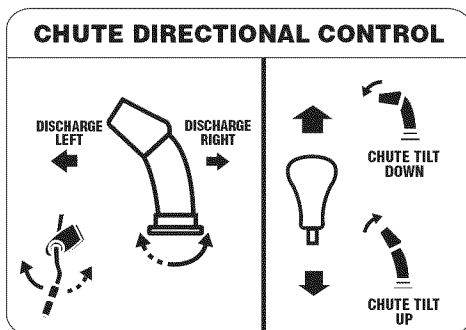 CHUTE DIRECTIONAL CONTROL
DISCHARGE
LEFT
DISCHARGE
RIGHT
CHUTE TILT
DOWN
CHUTE TILT
UP